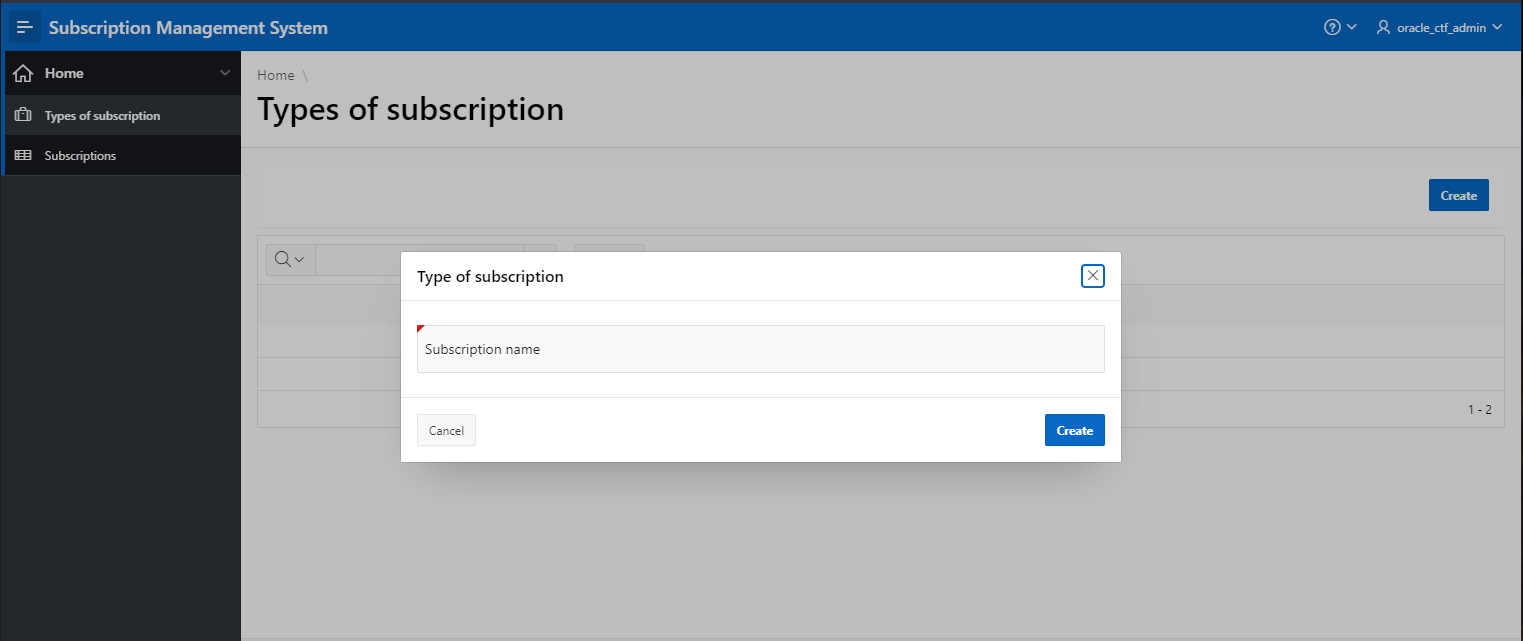 Subscription Management System
oracle_ctf_admin
Home
Types of subscription
Subscriptions
Home \
Types of subscription
Create
Type of subscription
Subscription name
Cancel
Create
1 - 2